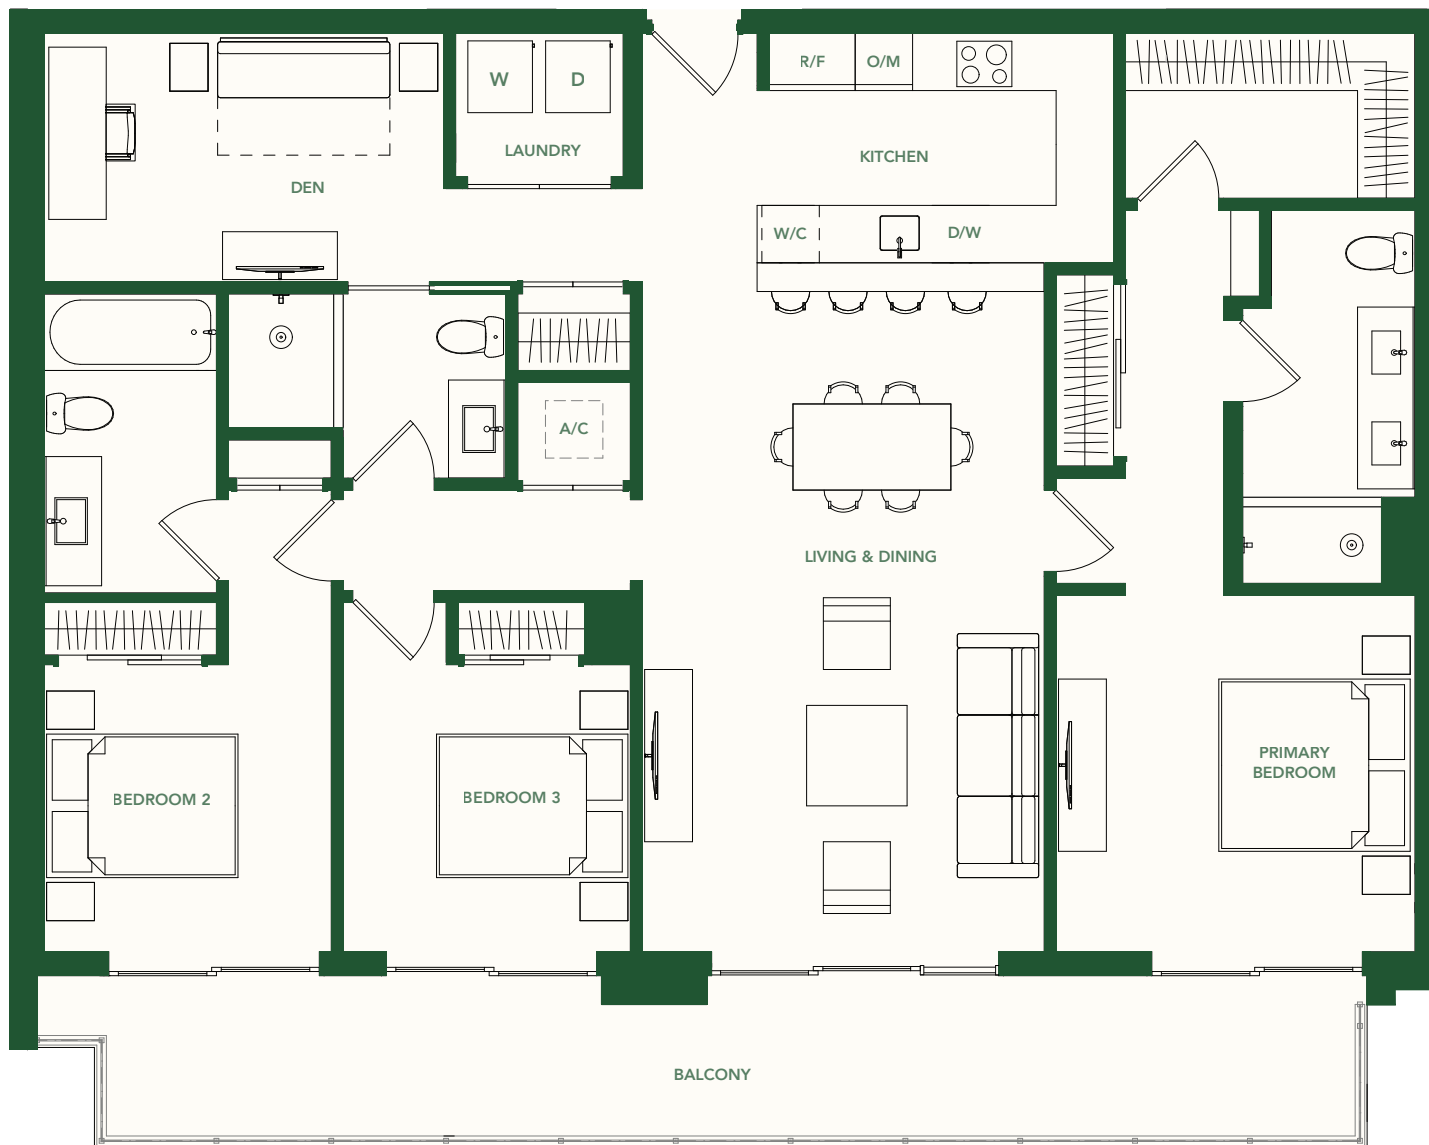 R/F
O/M
W
D
LAUNDRY
KITCHEN
DEN
W/C
D/W
A/C
LIVING & DINING
PRIMARY
BEDROOM
BEDROOM 2
BEDROOM 3
BALCONY